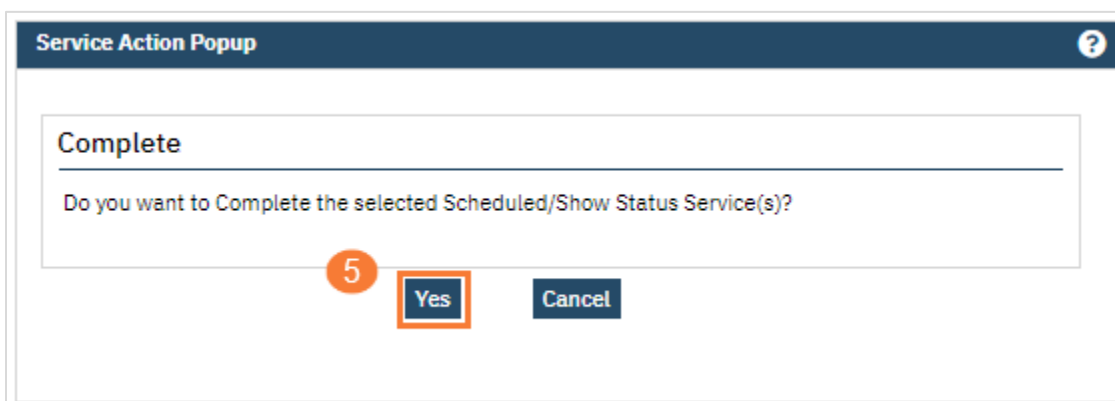 Service Action Popup ?
Complete
Do you want to Complete the selected Scheduled/Show Status Service(s)?
5
Yes Cancel